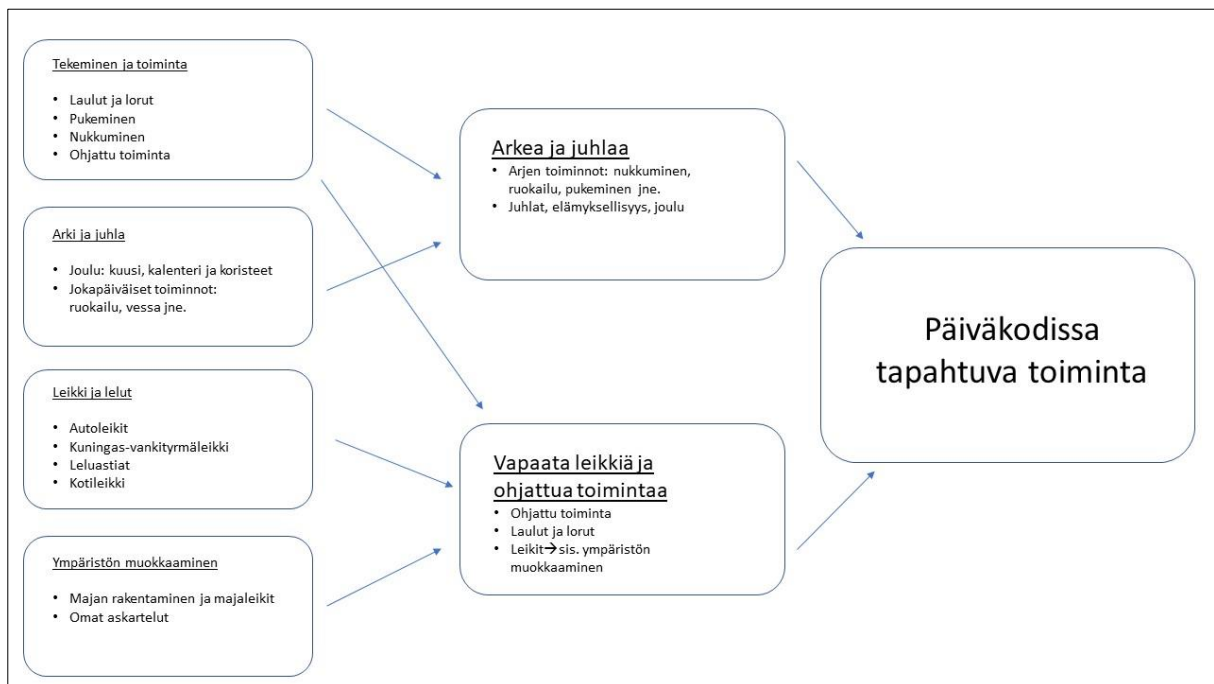 Tekeminen ja toiminta
• Laulut ja lorut
• Pukeminen
• Nukkuminen
• Ohjattu toiminta
Arki ja juhla
• Joulu: kuusi, kalenteri ja koristeet
• Jokapäiväiset toiminnot:
ruokailu, vessa jne.
Leikki ja lelut
• Autoleikit
• Kuningas-vankityrmäleikki
• Leluastiat
• Kotileikki
Ympäristön muokkaaminen
• Majan rakentaminen ja majaleikit
• Omat askartelut
Arkea ja juhlaa
• Arjen toiminnot: nukkuminen,
ruokailu, pukeminen jne.
• Juhlat, elämyksellisyys, joulu
Vapaata leikkiä ja
ohjattua toimintaa
• Ohjattu toiminta
• Laulut ja lorut
• Leikit→sis. ympäristön
muokkaaminen
Päiväkodissa
tapahtuva toiminta